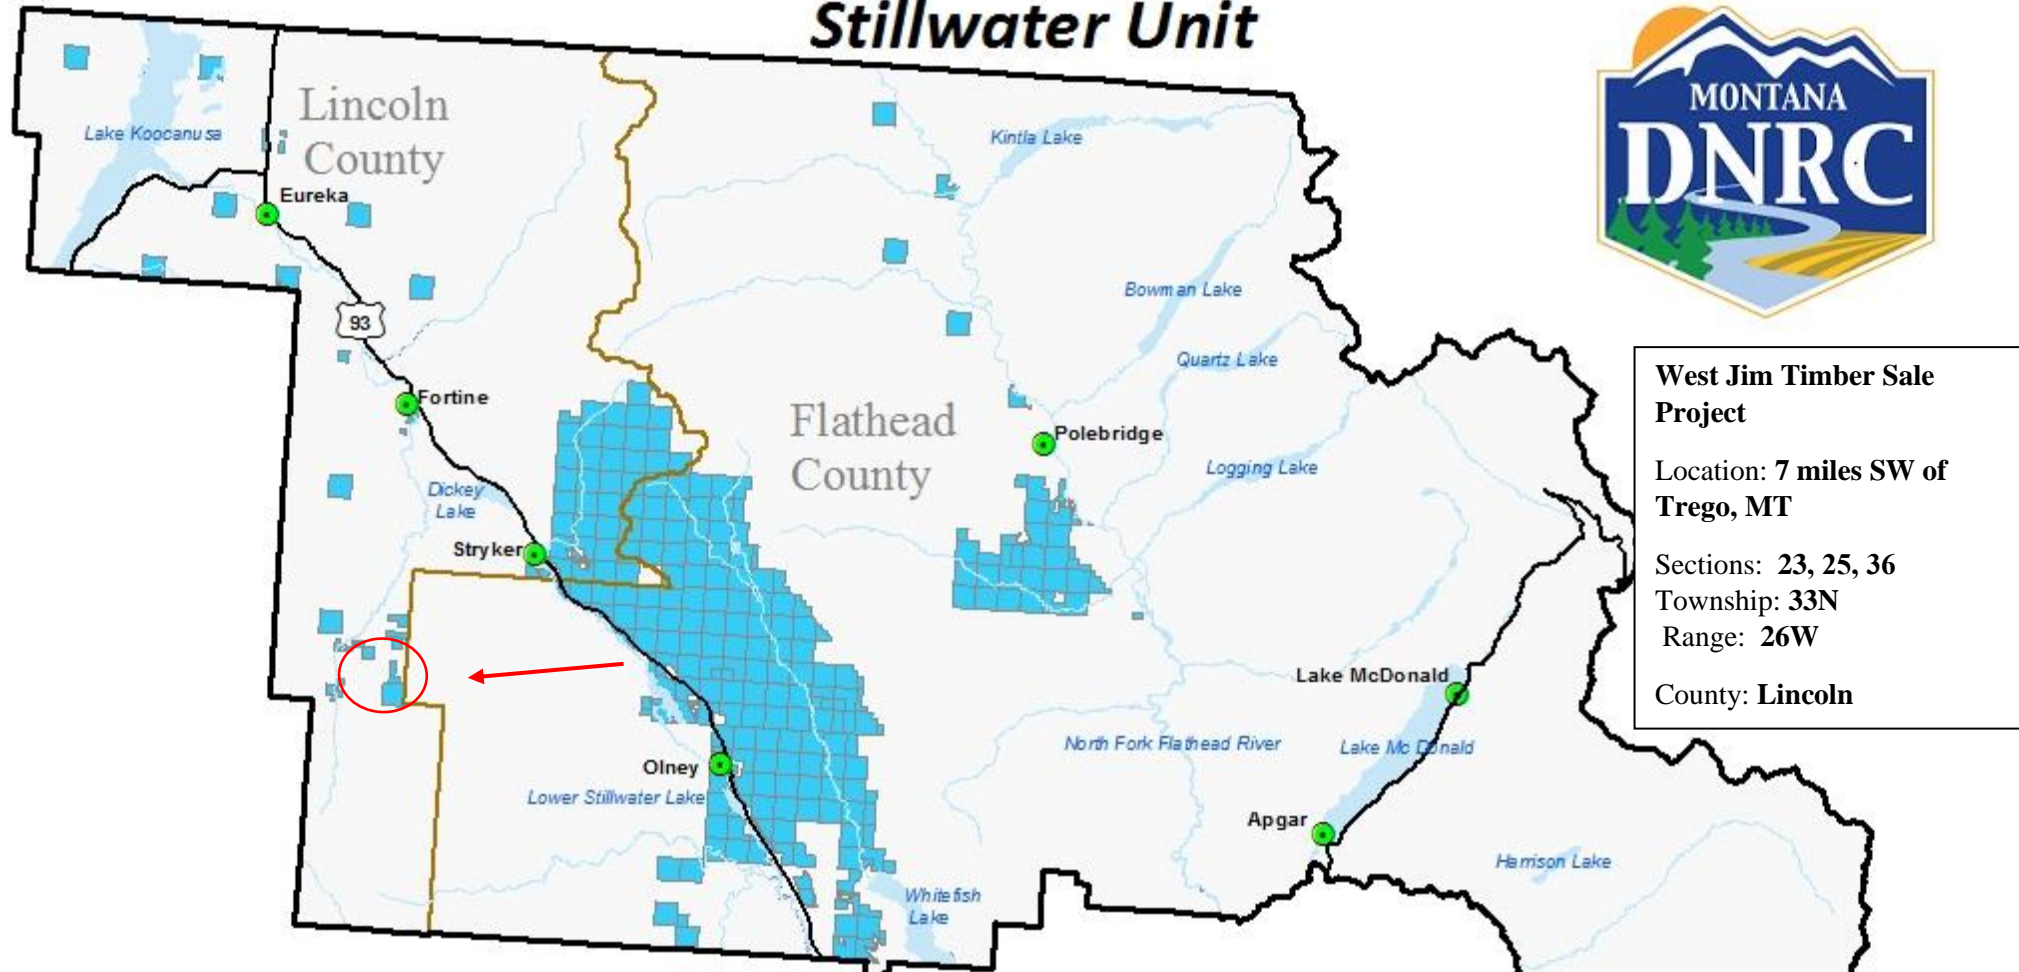 Stillwater Unit
MONTANA
DNRC
Lincoln
County
Lake Koocanusa
Kintla Lake
Eureka
Bowman Lake
93
Quartz Lake
Fortine
Flathead
County
Polebridge
Logging Lake
Dickey
Lake
Stryker
Lake McDonald
North Fork Flathead River
Lake Mc Donald
Olney
Lower Stillwater Lake
Apgar
Harrison Lake
Whitefish
Lake
West Jim Timber Sale
Project
Location: 7 miles SW of
Trego, MT
Sections: 23, 25, 36
Township: 33N
Range: 26W
County: Lincoln